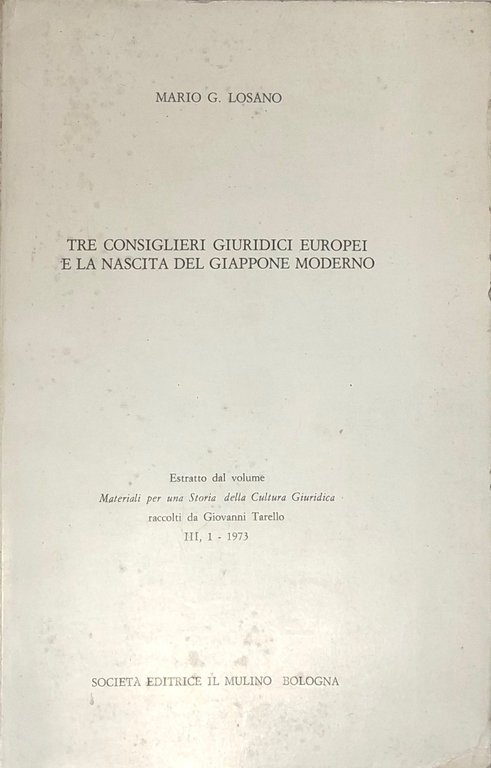 MARIO G. LOSANO
TRE CONSIGLIERI GIURIDICI EUROPEI
E LA NASCITA DEL GIAPPONE MODERNO
Estratto dal volume
Materiali per una Storia della Cultura Giuridica
raccolti da Giovanni Tarello
III, 1 - 1973
SOCIETÀ EDITRICE IL MULINO BOLOGNA